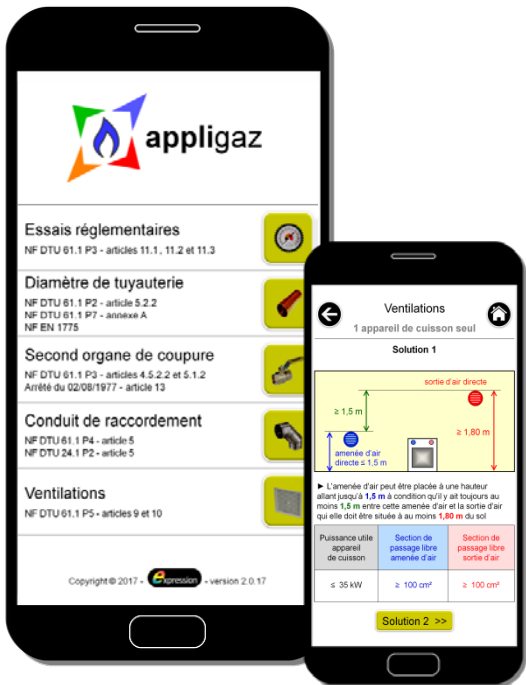 appligaz
Essais réglementaires
NF DTU 61.1 P3 - articles 11.1, 11.2 et 11.3
Diamètre de tuyauterie
NF DTU 61.1 P2 - article 5.2.2
NF DTU 61.1 P7 - annexe A
NF EN 1775
Second organe de coupure
NF DTU 61.1 P3 - articles 4.5.2.2 et 5.1.2
Arrêté du 02/08/1977 - article 13
Conduit de raccordement
NF DTU 61.1 P4 - article 5
NF DTU 24.1 P2 - article 5
Ventilations
NF DTU 61.1 P5 - articles 9 et 10
Copyright © 2017 - expression - version 2.0.17
Ventilations
1 appareil de cuisson seul
Solution 1
sortie d'air directe
≥ 1,5 m
≥ 1,80 m
amenée d'air
directe ≤ 1,5 m
► L'amenée d'air peut être placée à une hauteur
allant jusqu'à 1,5 m à condition qu'il y ait toujours au
moins 1,5 m entre cette amenée d'air et la sortie d'air
qui elle doit être située à au moins 1,80 m du sol
Puissance utile
appareil
de cuisson
Section de
passage libre
amenée d'air
Section de
passage libre
sortie d'air
≤ 35 kW
≥ 100 cm²
≥ 100 cm²
Solution 2 >>